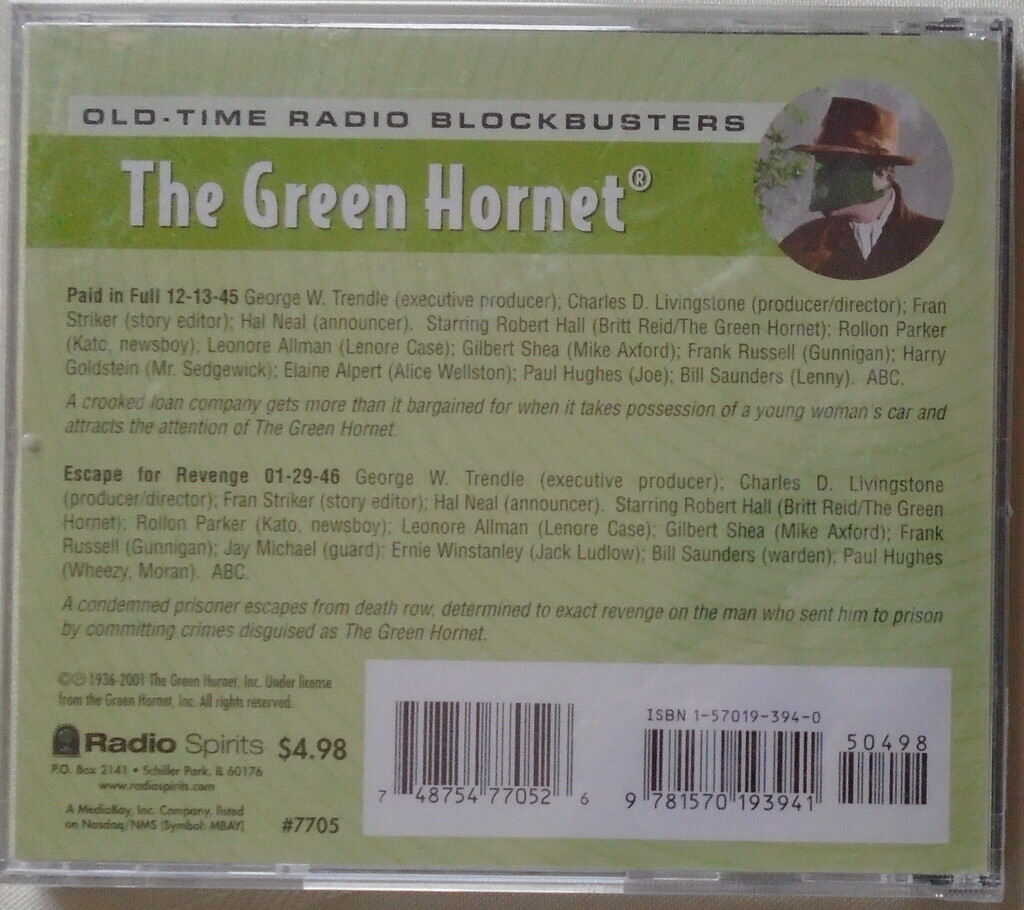 OLD-TIME RADIO BLOCKBUSTERS
The Green Hornet®
Paid in Full 12-13-45 George W. Trendle (executive producer); Charles D. Livingstone (producer/director); Fran
Striker (story editor); Hal Neal (announcer). Starring Robert Hall (Britt Reid/The Green Hornet); Rollon Parker
(Kato, newsboy); Leonore Allman (Lenore Case); Gilbert Shea (Mike Axford); Frank Russell (Gunnigan); Harry
Goldstein (Mr. Sedgewick); Elaine Alpert (Alice Wellston); Paul Hughes (Joe); Bill Saunders (Lenny). ABC.
A crooked loan company gets more than it bargained for when it takes possession of a young woman's car and
attracts the attention of The Green Hornet.
Escape for Revenge 01-29-46 George W. Trendle (executive producer); Charles D. Livingstone
(producer/director); Fran Striker (story editor); Hal Neal (announcer). Starring Robert Hall (Britt Reid/The Green
Hornet); Rollon Parker (Kato, newsboy); Leonore Allman (Lenore Case); Gilbert Shea (Mike Axford); Frank
Russell (Gunnigan); Jay Michael (guard); Ernie Winstanley (Jack Ludlow); Bill Saunders (warden); Paul Hughes
(Wheezy, Moran). ABC.
A condemned prisoner escapes from death row, determined to exact revenge on the man who sent him to prison
by committing crimes disguised as The Green Hornet.
©℗ 1936-2001 The Green Hornet, Inc. Under license
from the Green Hornet, Inc. All rights reserved.
Radio Spirits $4.98
P.O. Box 2141 • Schiller Park, IL 60176
www.radiospirits.com
A MediaBay, Inc. Company, listed
on Nasdaq/NMS (Symbol: MBAY)
#7705
7 48754 77052 6
ISBN 1-57019-394-0
9 781570 193941
50498